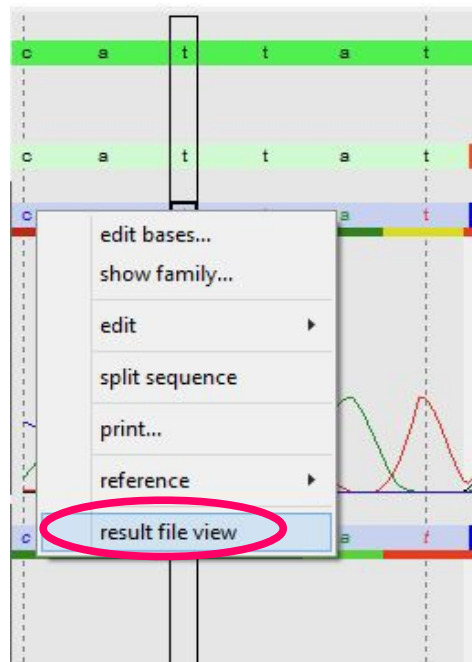 c a t t a t
c a t t a t
c a t
edit bases...
show family...
edit
split sequence
print...
reference
result file view
c a t